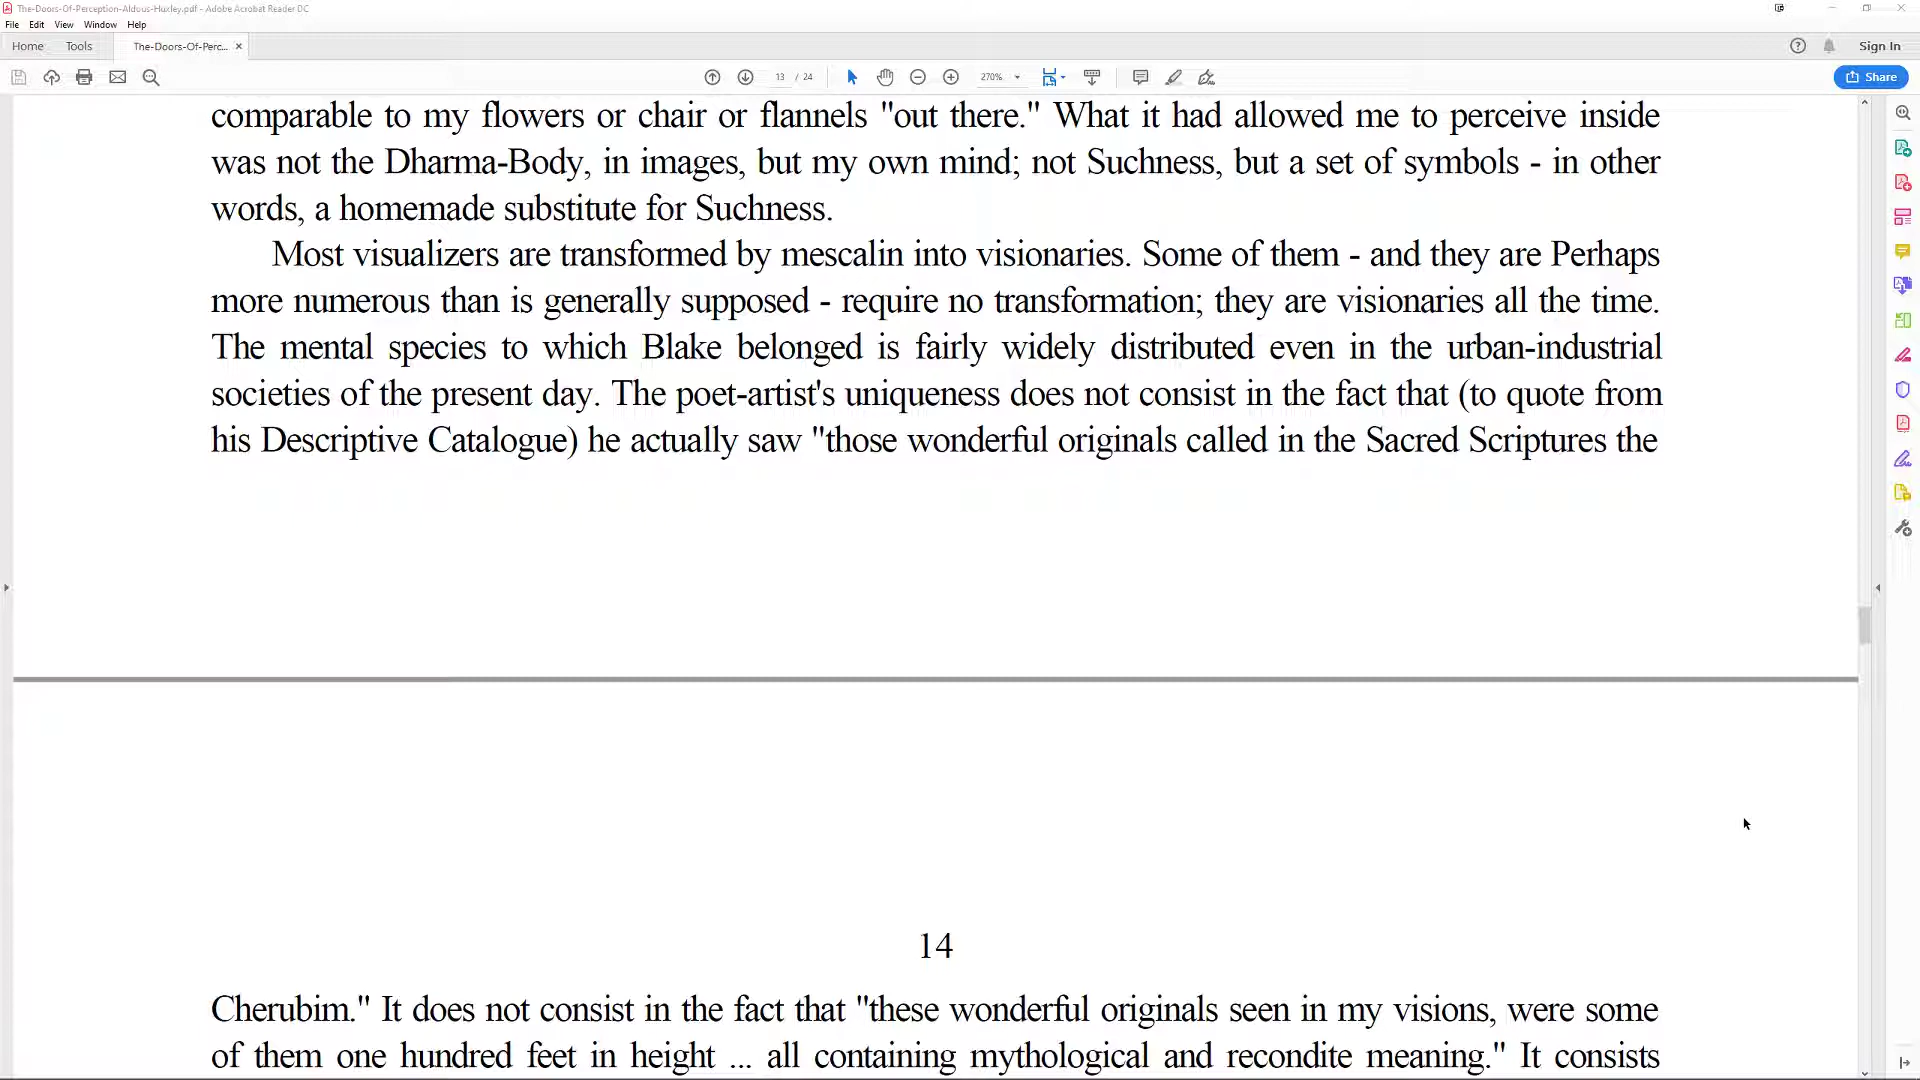 The-Doors-Of-Perception-Aldous-Huxley.pdf - Adobe Acrobat Reader DC
File Edit View Window Help
Home Tools The-Doors-Of-Perc... × Sign In
13 / 24 270% Share
comparable to my flowers or chair or flannels "out there." What it had allowed me to perceive inside
was not the Dharma-Body, in images, but my own mind; not Suchness, but a set of symbols - in other
words, a homemade substitute for Suchness.
Most visualizers are transformed by mescalin into visionaries. Some of them - and they are Perhaps
more numerous than is generally supposed - require no transformation; they are visionaries all the time.
The mental species to which Blake belonged is fairly widely distributed even in the urban-industrial
societies of the present day. The poet-artist's uniqueness does not consist in the fact that (to quote from
his Descriptive Catalogue) he actually saw "those wonderful originals called in the Sacred Scriptures the
14
Cherubim." It does not consist in the fact that "these wonderful originals seen in my visions, were some
of them one hundred feet in height ... all containing mythological and recondite meaning." It consists